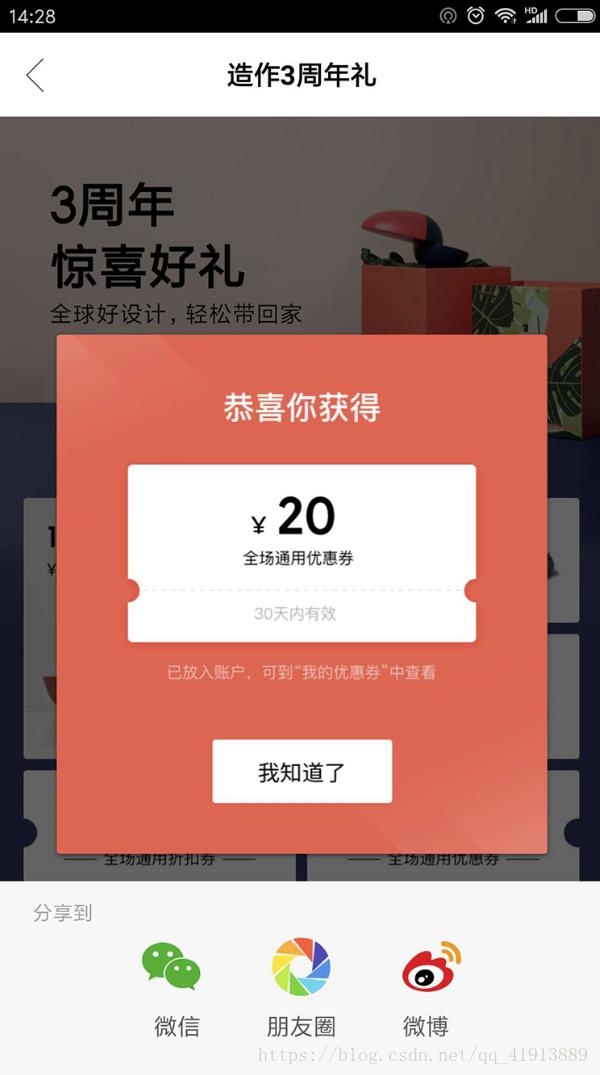 14:28
HD
造作3周年礼
3周年
惊喜好礼
全球好设计，轻松带回家
恭喜你获得
¥ 20
全场通用优惠券
30天内有效
已放入账户，可到“我的优惠券”中查看
我知道了
全场通用折扣券
全场通用优惠券
分享到
微信
朋友圈
微博
https://blog.csdn.net/qq_41913889